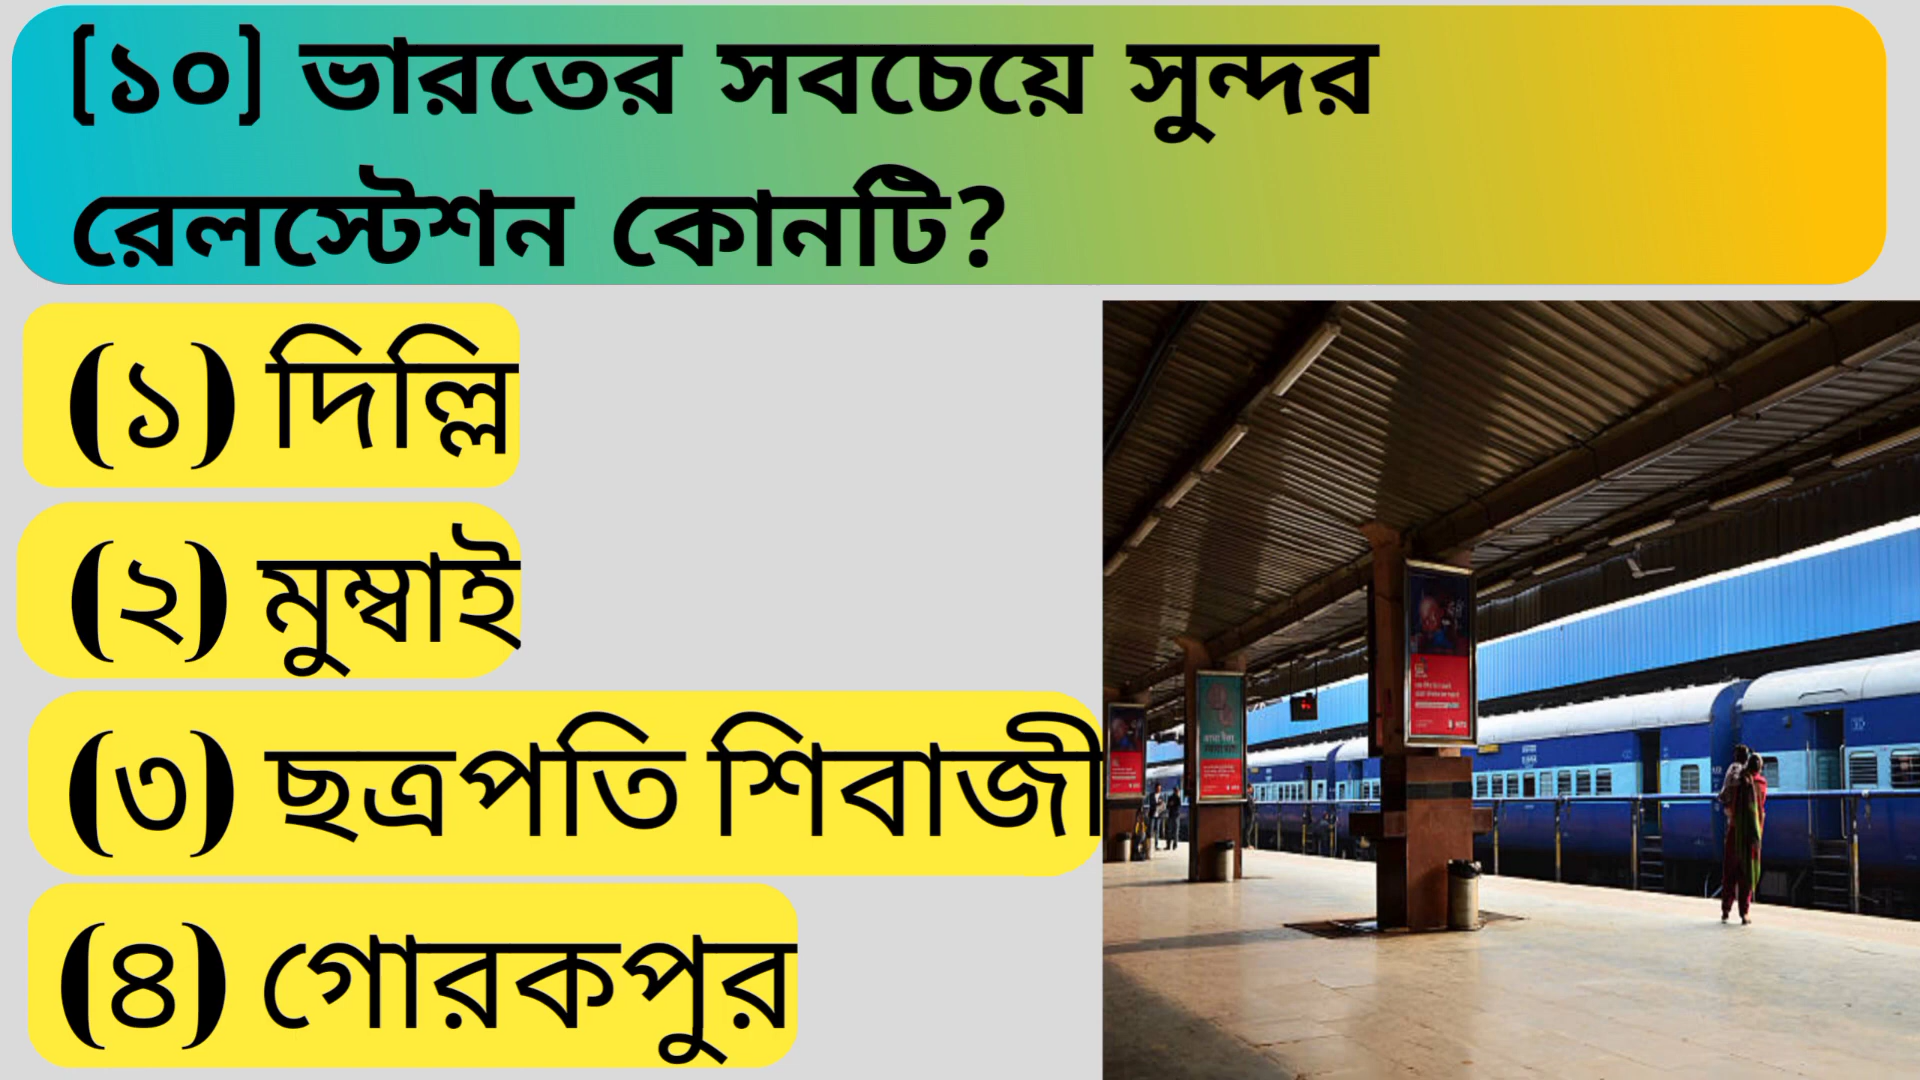 [১০] ভারতের সবচেয়ে সুন্দর
রেলস্টেশন কোনটি?
(১) দিল্লি
(২) মুম্বাই
(৩) ছত্রপতি শিবাজী
(৪) গোরকপুর